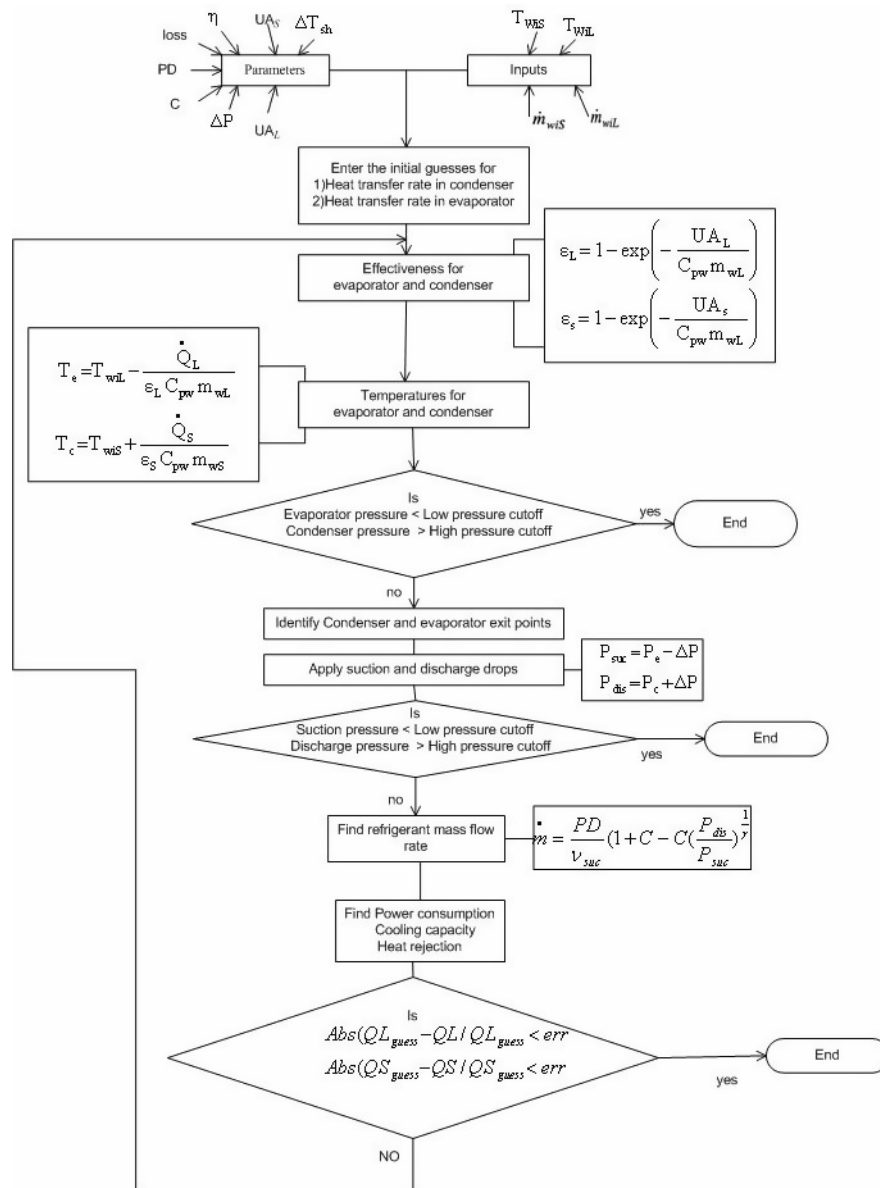 loss
η
UA_S
ΔT_sh
PD
Parameters
C
ΔP
UA_L
T_WiS
T_WiL
Inputs
ṁ_wiS
ṁ_wiL
Enter the initial guesses for
1)Heat transfer rate in condenser
2)Heat transfer rate in evaporator
Effectiveness for
evaporator and condenser
ε_L = 1 − exp(− UA_L / C_pw m_wL)
ε_s = 1 − exp(− UA_s / C_pw m_wL)
T_e = T_wiL − Q̇_L / ε_L C_pw m_wL
T_c = T_wiS + Q̇_S / ε_S C_pw m_wS
Temperatures for
evaporator and condenser
Is
Evaporator pressure < Low pressure cutoff
Condenser pressure > High pressure cutoff
yes
End
no
Identify Condenser and evaporator exit points
Apply suction and discharge drops
P_suc = P_e − ΔP
P_dis = P_c + ΔP
Is
Suction pressure < Low pressure cutoff
Discharge pressure > High pressure cutoff
yes
End
no
Find refrigerant mass flow
rate
ṁ = PD / ν_suc (1 + C − C(P_dis / P_suc)^1/γ
Find Power consumption
Cooling capacity
Heat rejection
Is
Abs(QL_guess − QL / QL_guess < err
Abs(QS_guess − QS / QS_guess < err
yes
End
NO